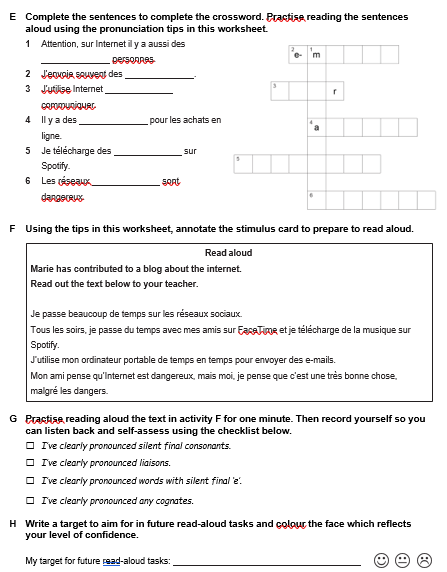 E Complete the sentences to complete the crossword. Practise reading the sentences
aloud using the pronunciation tips in this worksheet.
1 Attention, sur Internet il y a aussi des
____________ personnes.
2 J'envoie souvent des ____________.
3 J'utilise Internet ____________
communiquer.
4 Il y a des ____________ pour les achats en
ligne.
5 Je télécharge des ____________ sur
Spotify.
6 Les réseaux ____________ sont
dangereux.
2 e- 1 m
3 r
4 a
5
6
F Using the tips in this worksheet, annotate the stimulus card to prepare to read aloud.
Read aloud
Marie has contributed to a blog about the internet.
Read out the text below to your teacher.
Je passe beaucoup de temps sur les réseaux sociaux.
Tous les soirs, je passe du temps avec mes amis sur FaceTime et je télécharge de la musique sur
Spotify.
J'utilise mon ordinateur portable de temps en temps pour envoyer des e-mails.
Mon ami pense qu'Internet est dangereux, mais moi, je pense que c'est une très bonne chose,
malgré les dangers.
G Practise reading aloud the text in activity F for one minute. Then record yourself so you
can listen back and self-assess using the checklist below.
☐ I've clearly pronounced silent final consonants.
☐ I've clearly pronounced liaisons.
☐ I've clearly pronounced words with silent final 'e'.
☐ I've clearly pronounced any cognates.
H Write a target to aim for in future read-aloud tasks and colour the face which reflects
your level of confidence.
My target for future read-aloud tasks: ____________